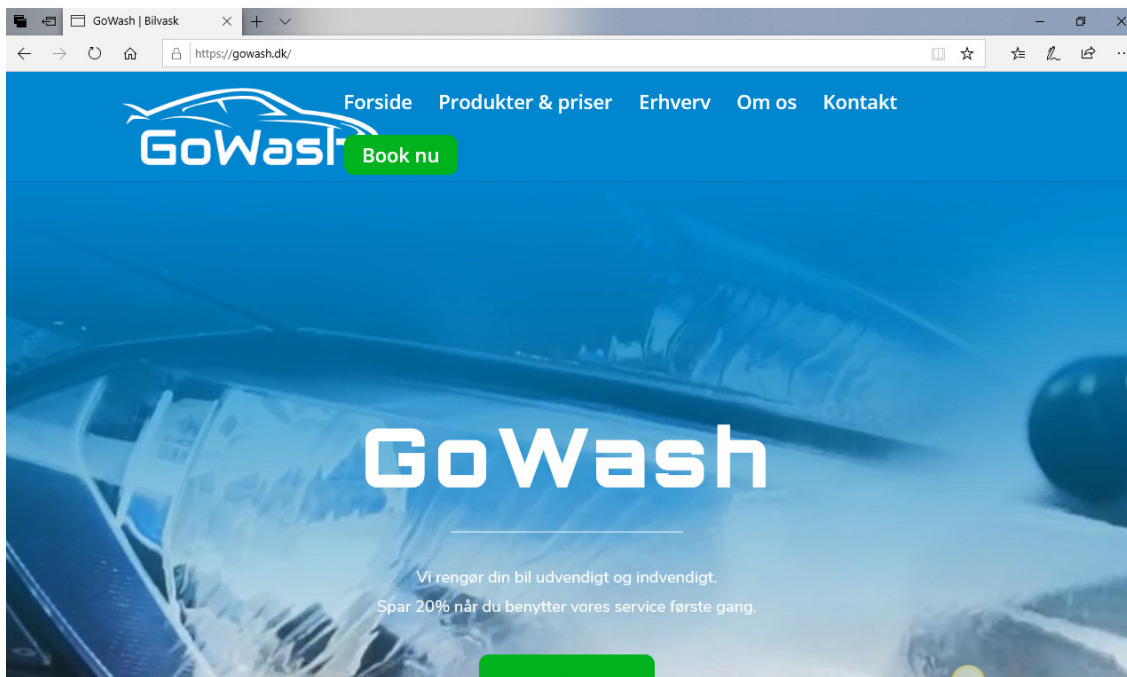 GoWash | Bilvask
https://gowash.dk/
GoWash
Forside Produkter & priser Erhverv Om os Kontakt
Book nu
GoWash
Vi rengør din bil udvendigt og indvendigt.
Spar 20% når du benytter vores service første gang.